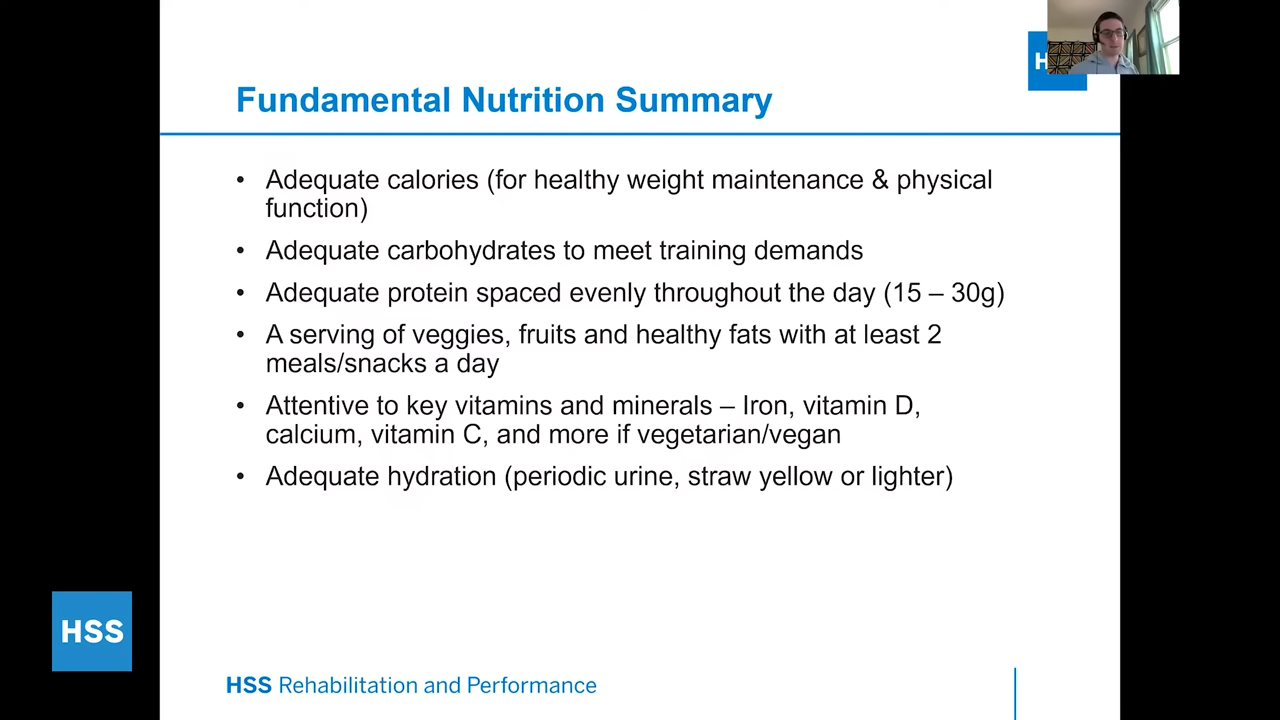 Fundamental Nutrition Summary
• Adequate calories (for healthy weight maintenance & physical
function)
• Adequate carbohydrates to meet training demands
• Adequate protein spaced evenly throughout the day (15 – 30g)
• A serving of veggies, fruits and healthy fats with at least 2
meals/snacks a day
• Attentive to key vitamins and minerals – Iron, vitamin D,
calcium, vitamin C, and more if vegetarian/vegan
• Adequate hydration (periodic urine, straw yellow or lighter)
HSS
HSS Rehabilitation and Performance